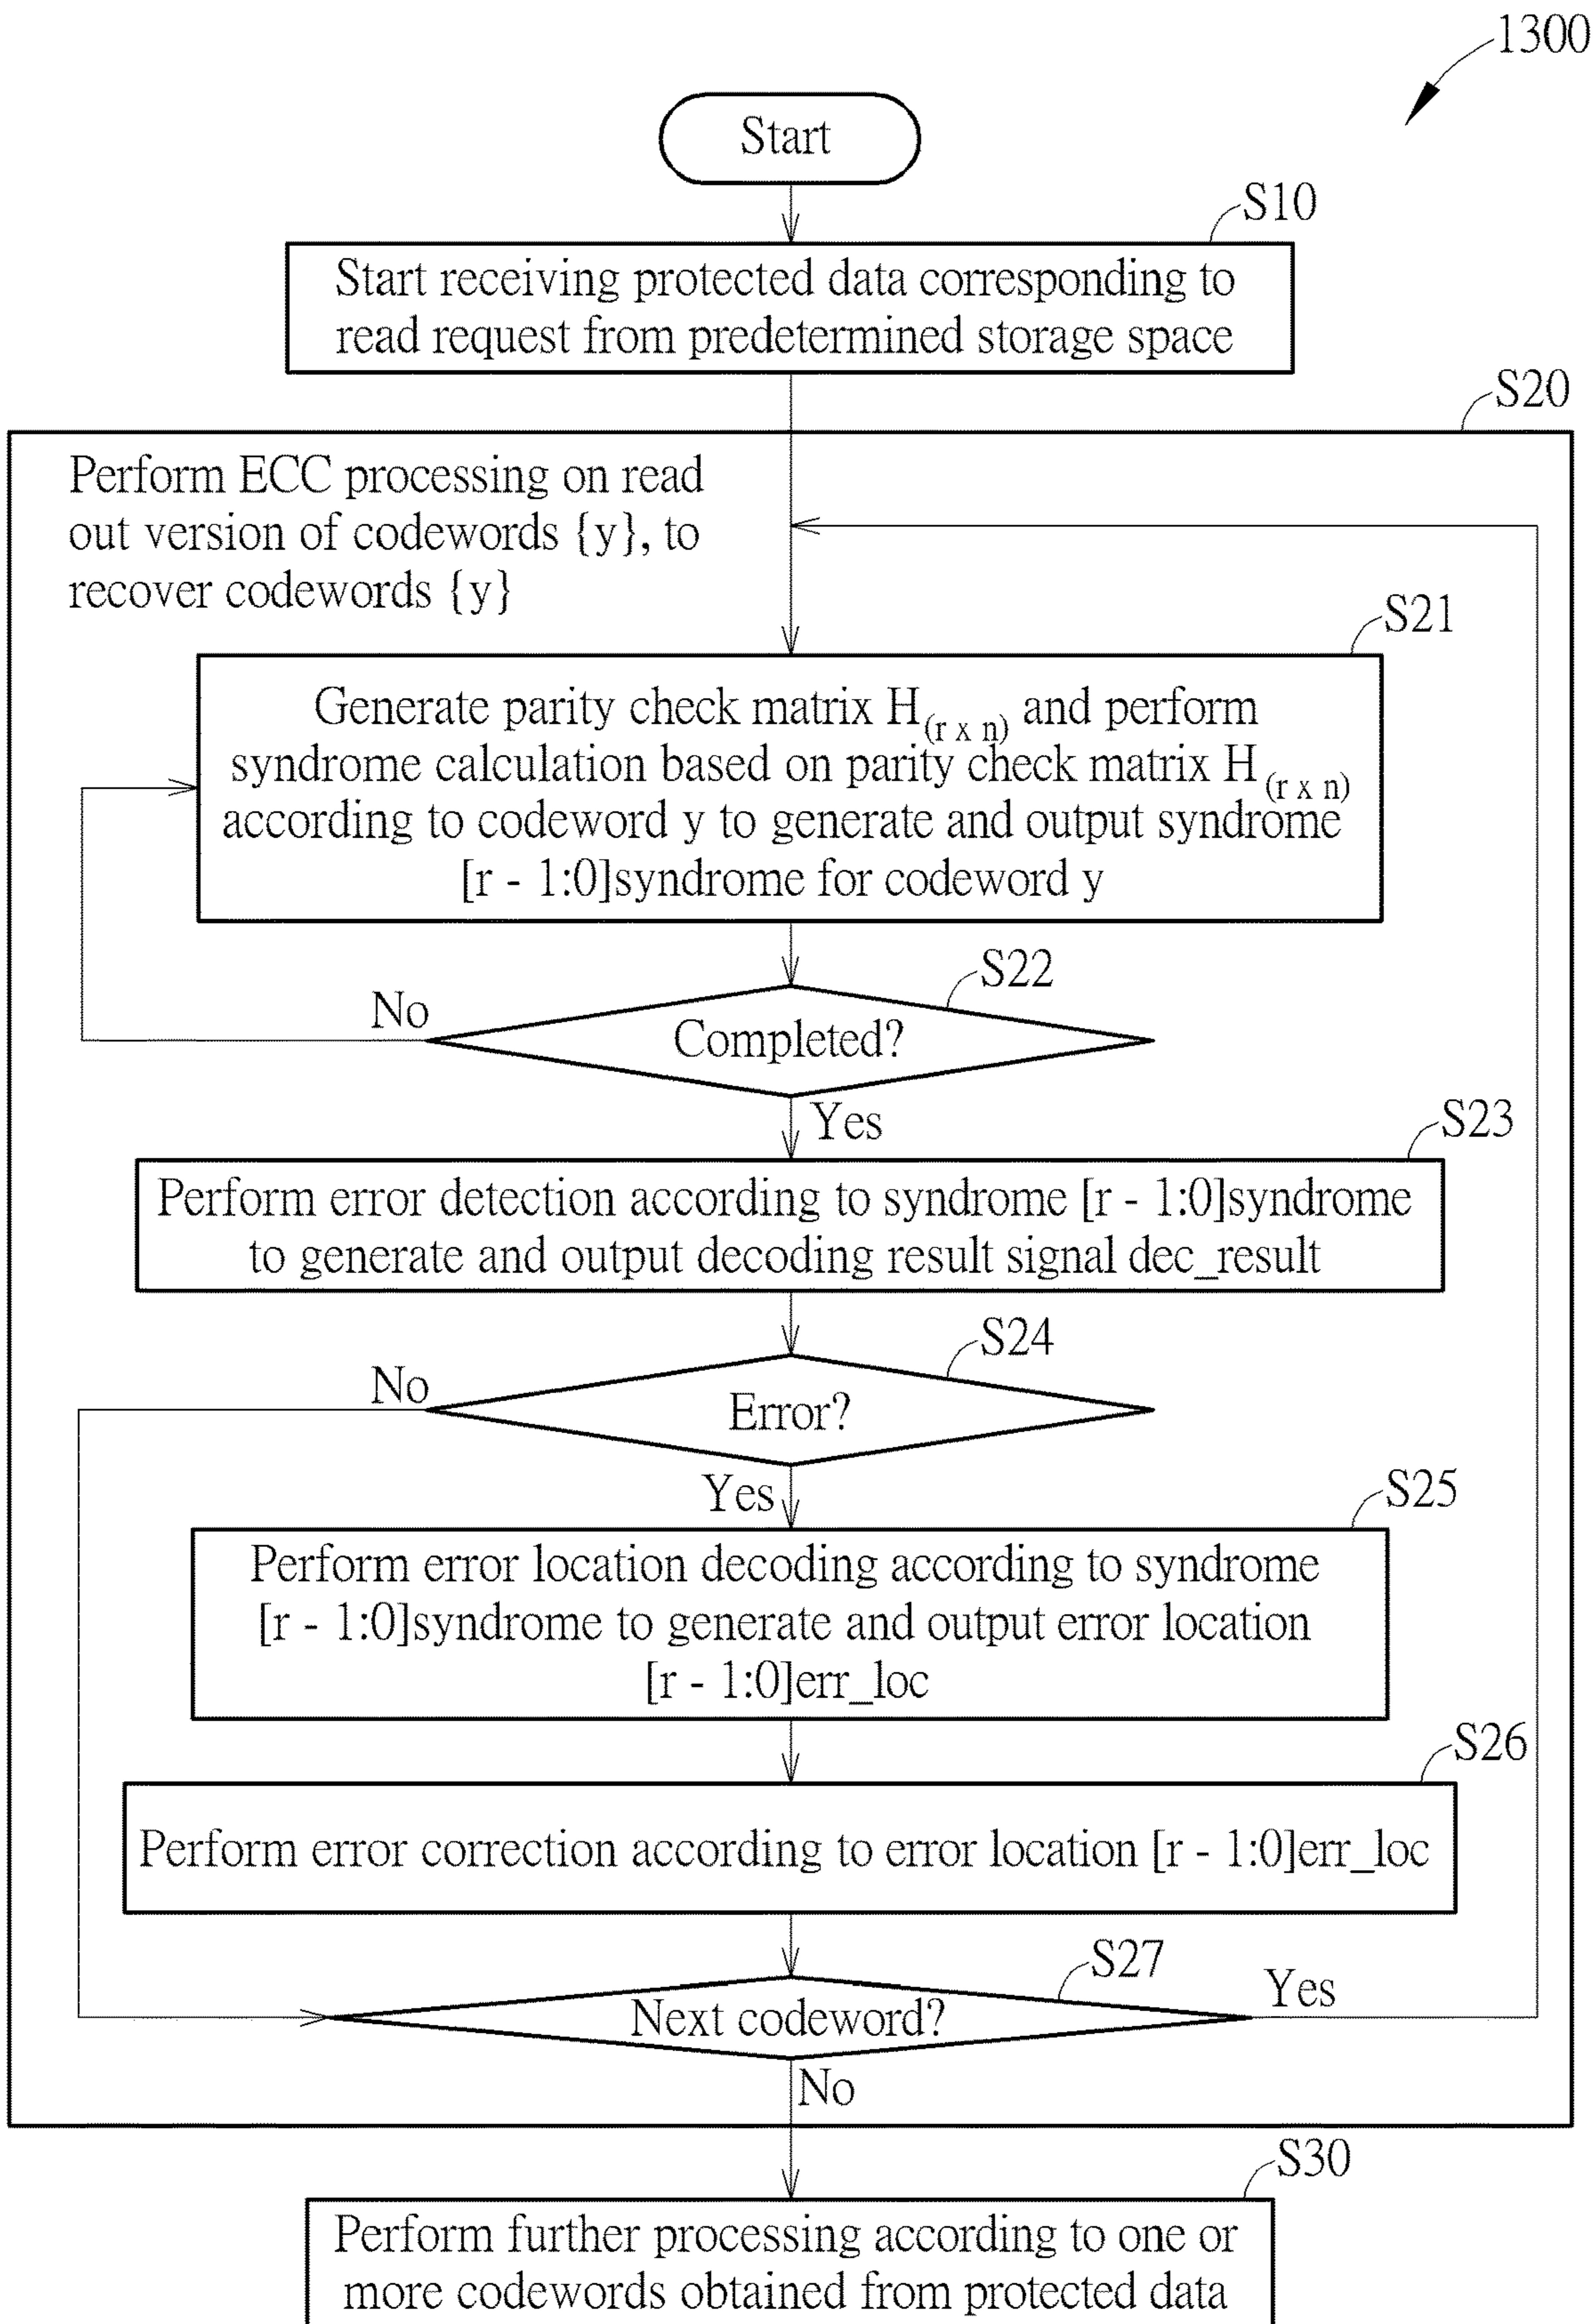 1300
Start
S10
Start receiving protected data corresponding to
read request from predetermined storage space
S20
Perform ECC processing on read
out version of codewords {y}, to
recover codewords {y}
S21
Generate parity check matrix H(r x n) and perform
syndrome calculation based on parity check matrix H(r x n)
according to codeword y to generate and output syndrome
[r - 1:0]syndrome for codeword y
S22
No
Completed?
Yes
S23
Perform error detection according to syndrome [r - 1:0]syndrome
to generate and output decoding result signal dec_result
S24
No
Error?
Yes
S25
Perform error location decoding according to syndrome
[r - 1:0]syndrome to generate and output error location
[r - 1:0]err_loc
S26
Perform error correction according to error location [r - 1:0]err_loc
S27
Yes
Next codeword?
No
S30
Perform further processing according to one or
more codewords obtained from protected data